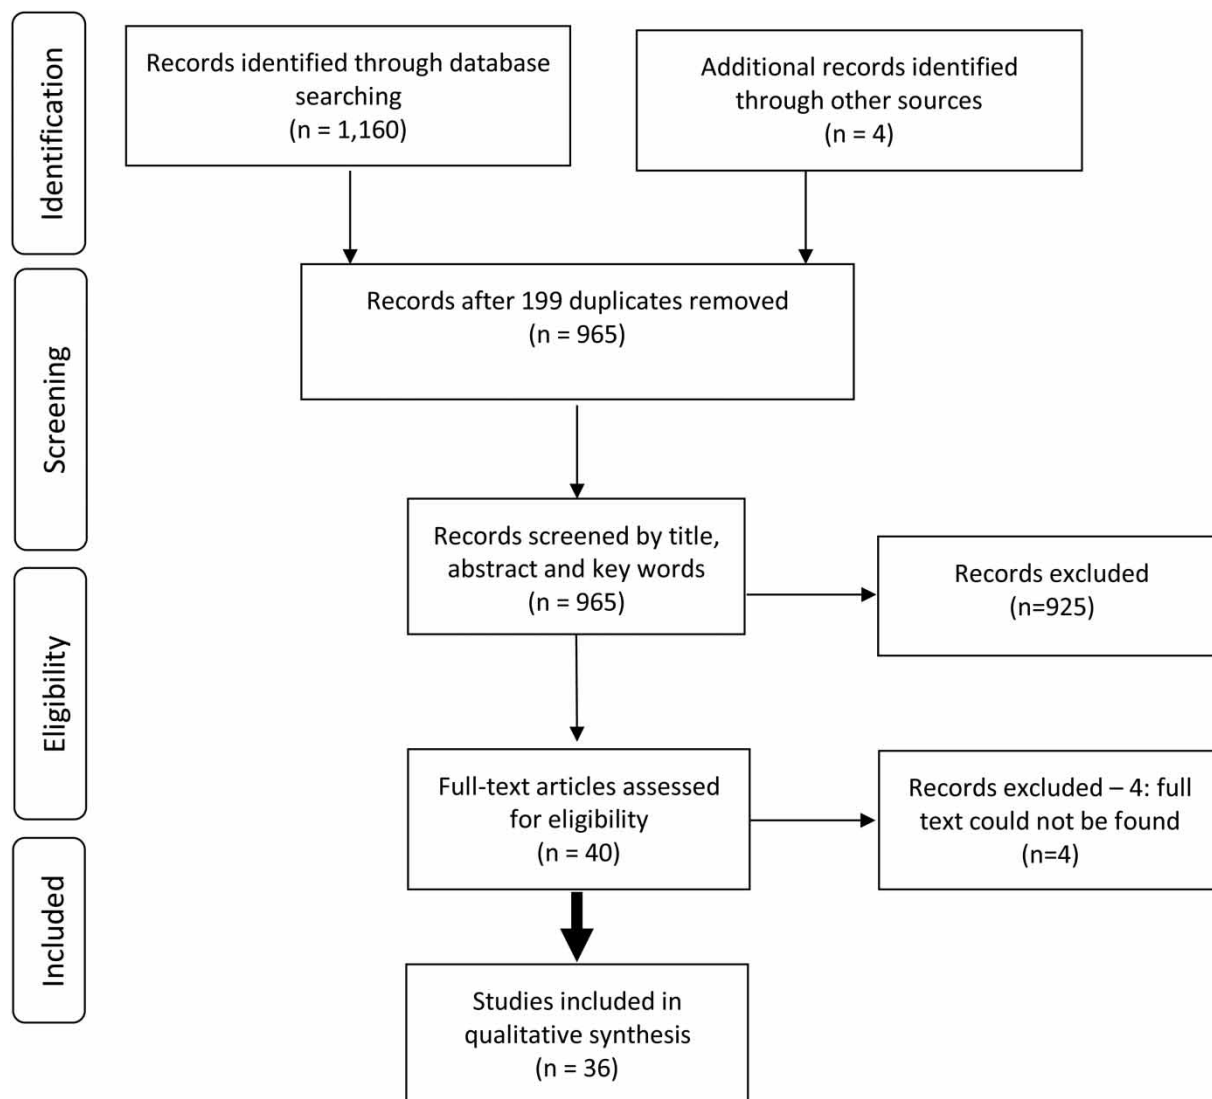 Identification
Records identified through database
searching
(n = 1,160)
Additional records identified
through other sources
(n = 4)
Screening
Records after 199 duplicates removed
(n = 965)
Records screened by title,
abstract and key words
(n = 965)
Records excluded
(n=925)
Eligibility
Full-text articles assessed
for eligibility
(n = 40)
Records excluded – 4: full
text could not be found
(n=4)
Included
Studies included in
qualitative synthesis
(n = 36)